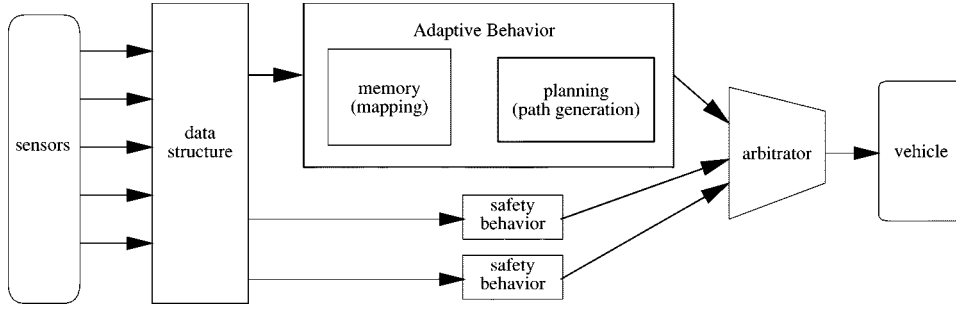 sensors
data
structure
Adaptive Behavior
memory
(mapping)
planning
(path generation)
safety
behavior
safety
behavior
arbitrator
vehicle